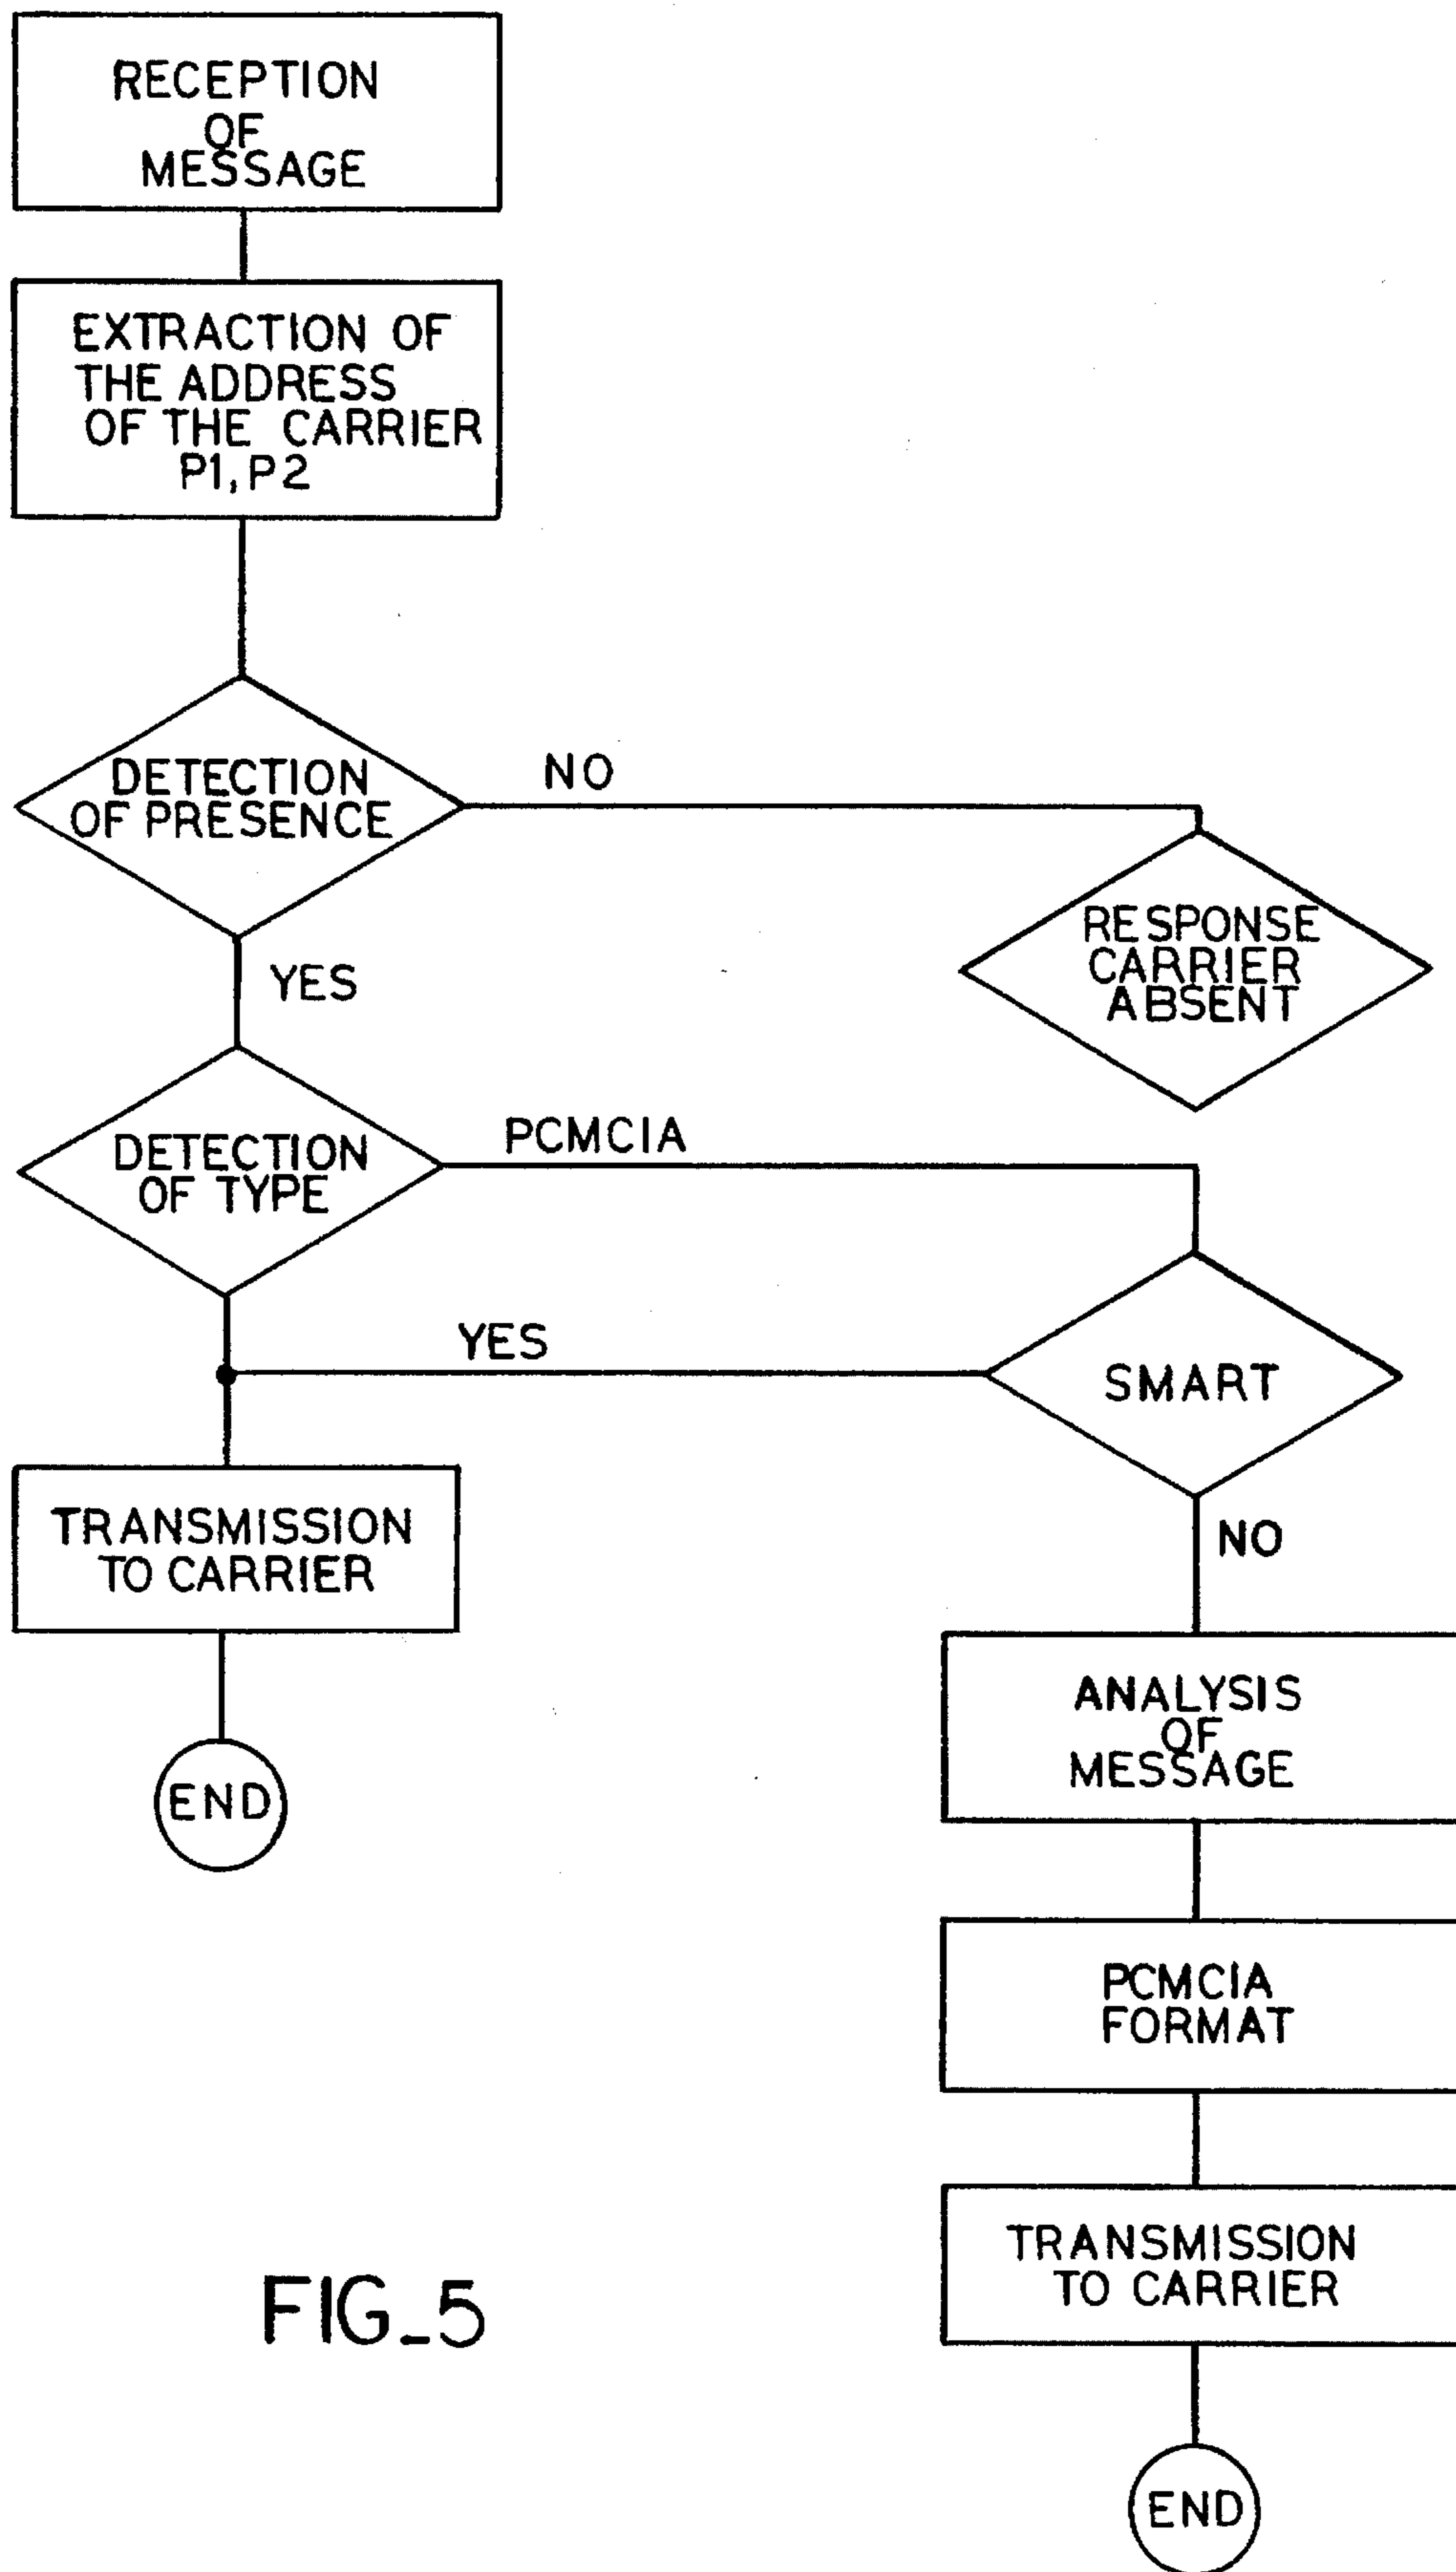 RECEPTION
OF
MESSAGE
EXTRACTION OF
THE ADDRESS
OF THE CARRIER
P1, P2
DETECTION
OF PRESENCE
NO
RESPONSE
CARRIER
ABSENT
YES
DETECTION
OF TYPE
PCMCIA
YES
SMART
TRANSMISSION
TO CARRIER
NO
END
ANALYSIS
OF
MESSAGE
PCMCIA
FORMAT
TRANSMISSION
TO CARRIER
END
FIG_5